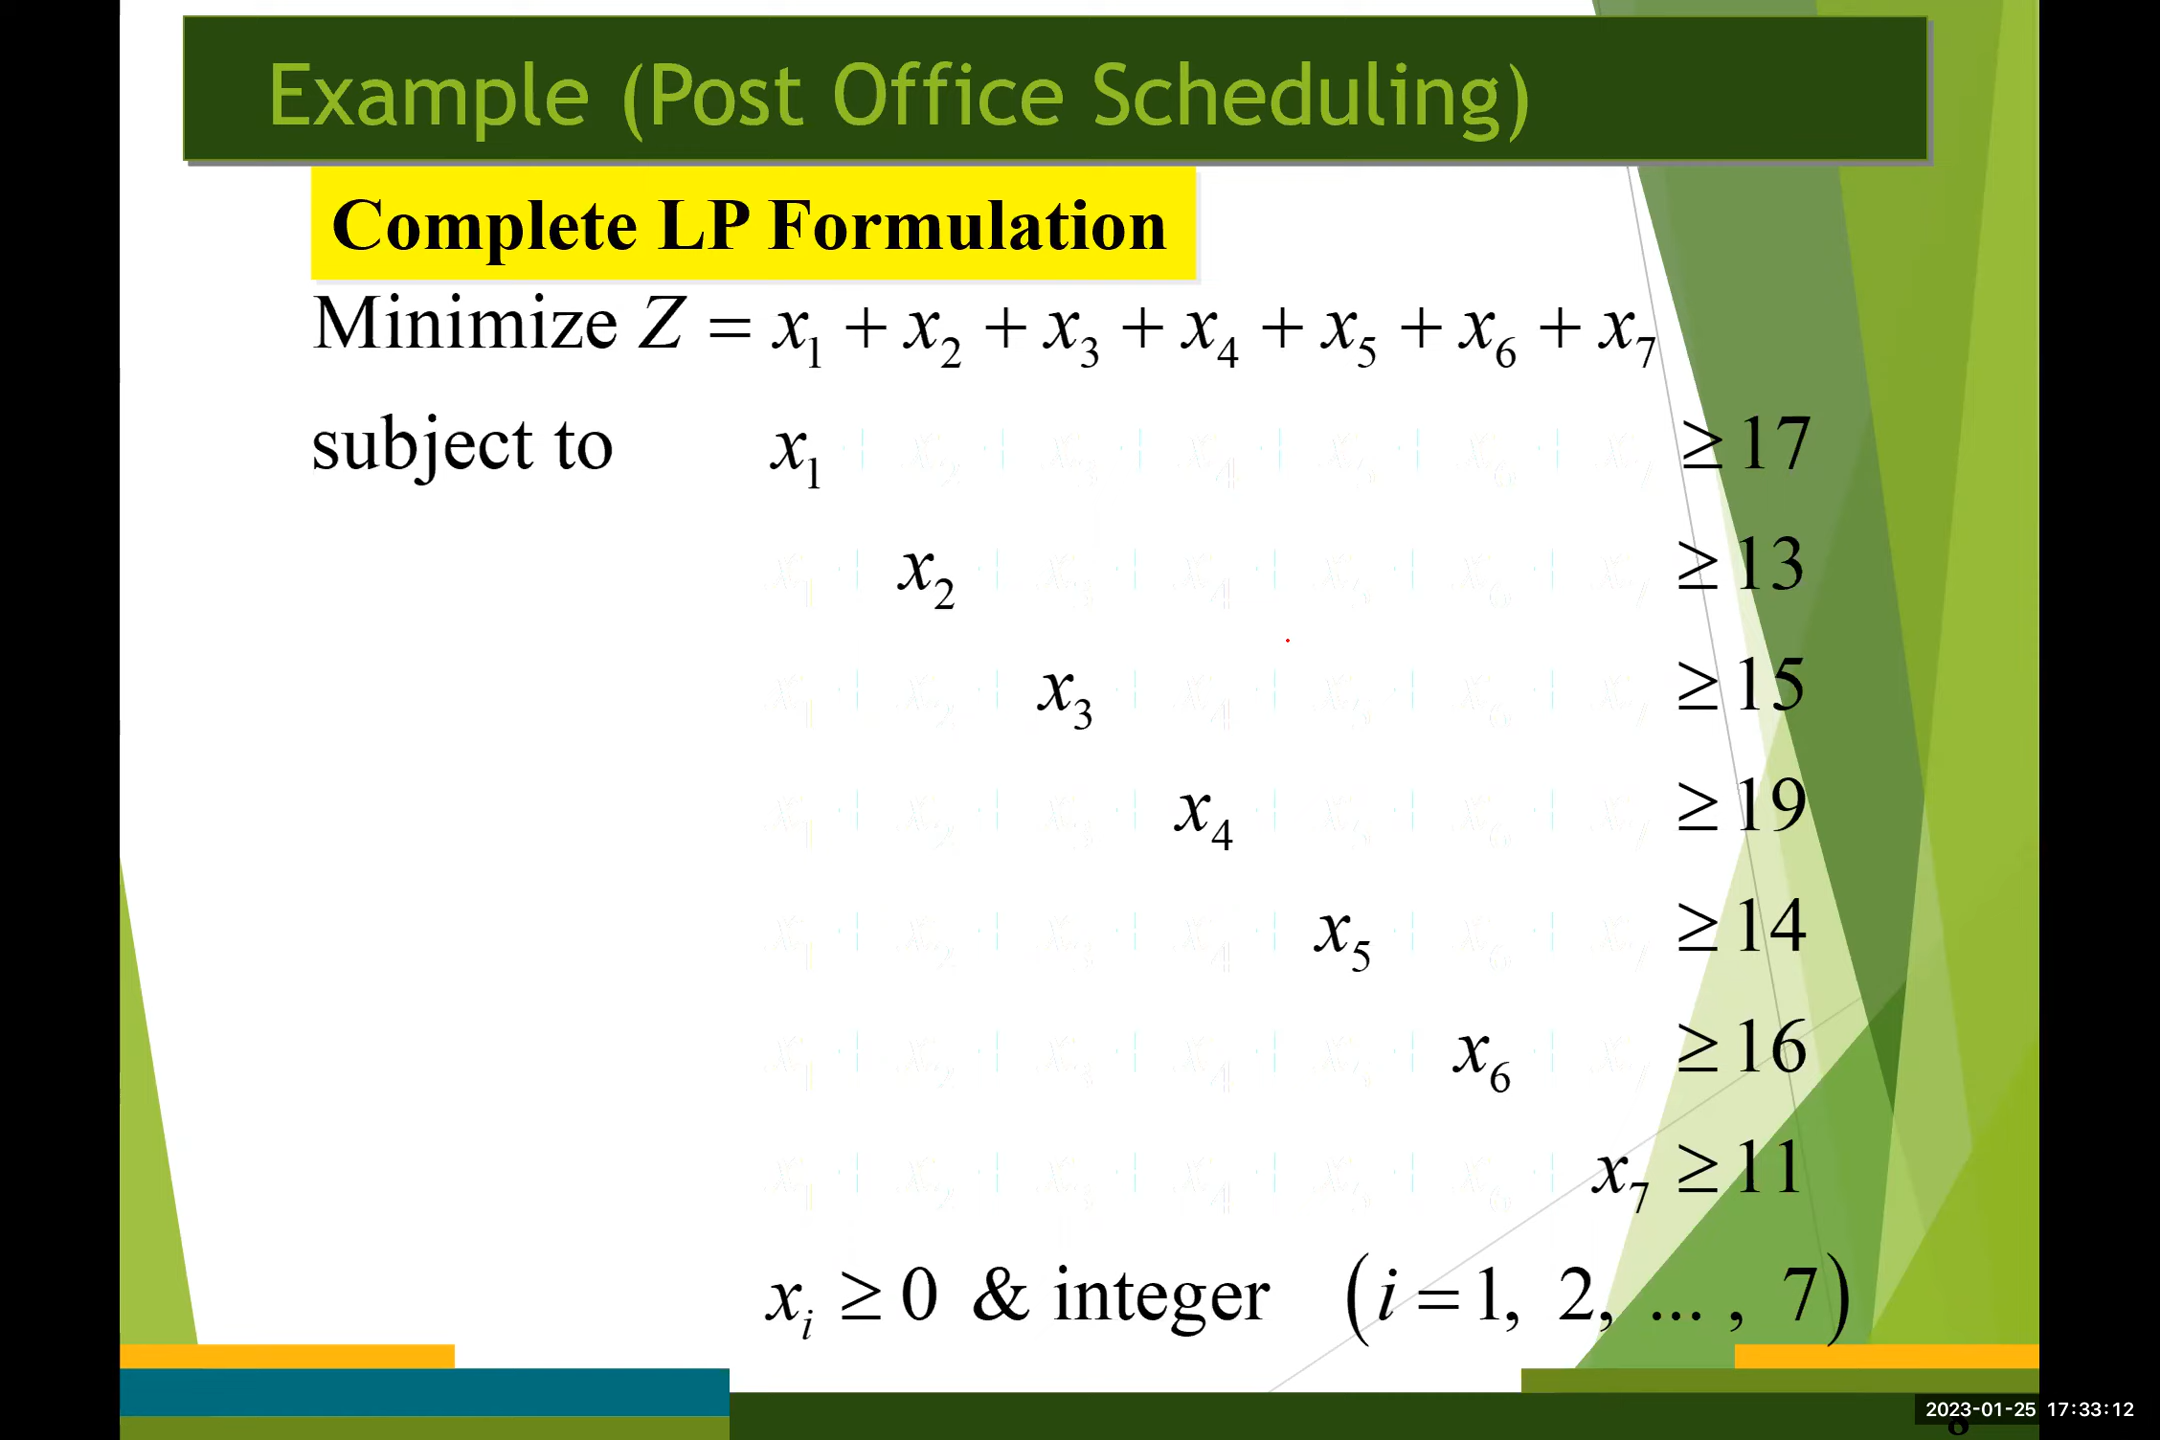 Example (Post Office Scheduling)
Complete LP Formulation
Minimize Z = x₁ + x₂ + x₃ + x₄ + x₅ + x₆ + x₇
subject to x₁ ≥ 17
x₂ ≥ 13
x₃ ≥ 15
x₄ ≥ 19
x₅ ≥ 14
x₆ ≥ 16
x₇ ≥ 11
xᵢ ≥ 0 & integer (i = 1, 2, ... , 7)
2023-01-25 17:33:12